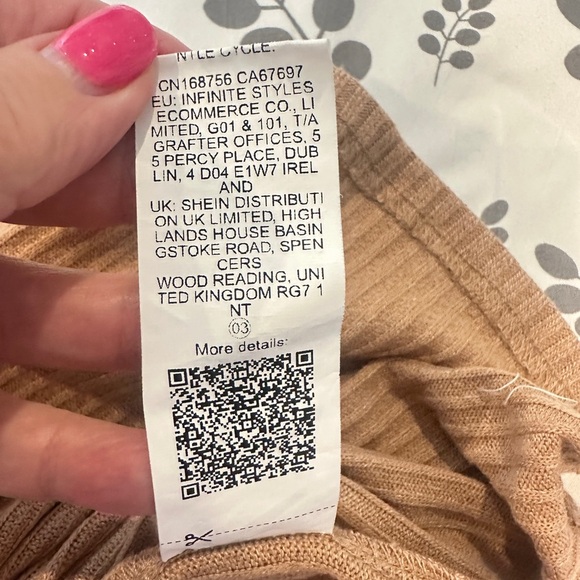 NTLE CYCLE.
CN168756 CA67697
EU: INFINITE STYLES
ECOMMERCE CO., LI
MITED, G01 & 101, T/A
GRAFTER OFFICES, 5
5 PERCY PLACE, DUB
LIN, 4 D04 E1W7 IREL
AND
UK: SHEIN DISTRIBUTI
ON UK LIMITED, HIGH
LANDS HOUSE BASIN
GSTOKE ROAD, SPEN
CERS
WOOD READING, UNI
TED KINGDOM RG7 1
NT
03
More details: